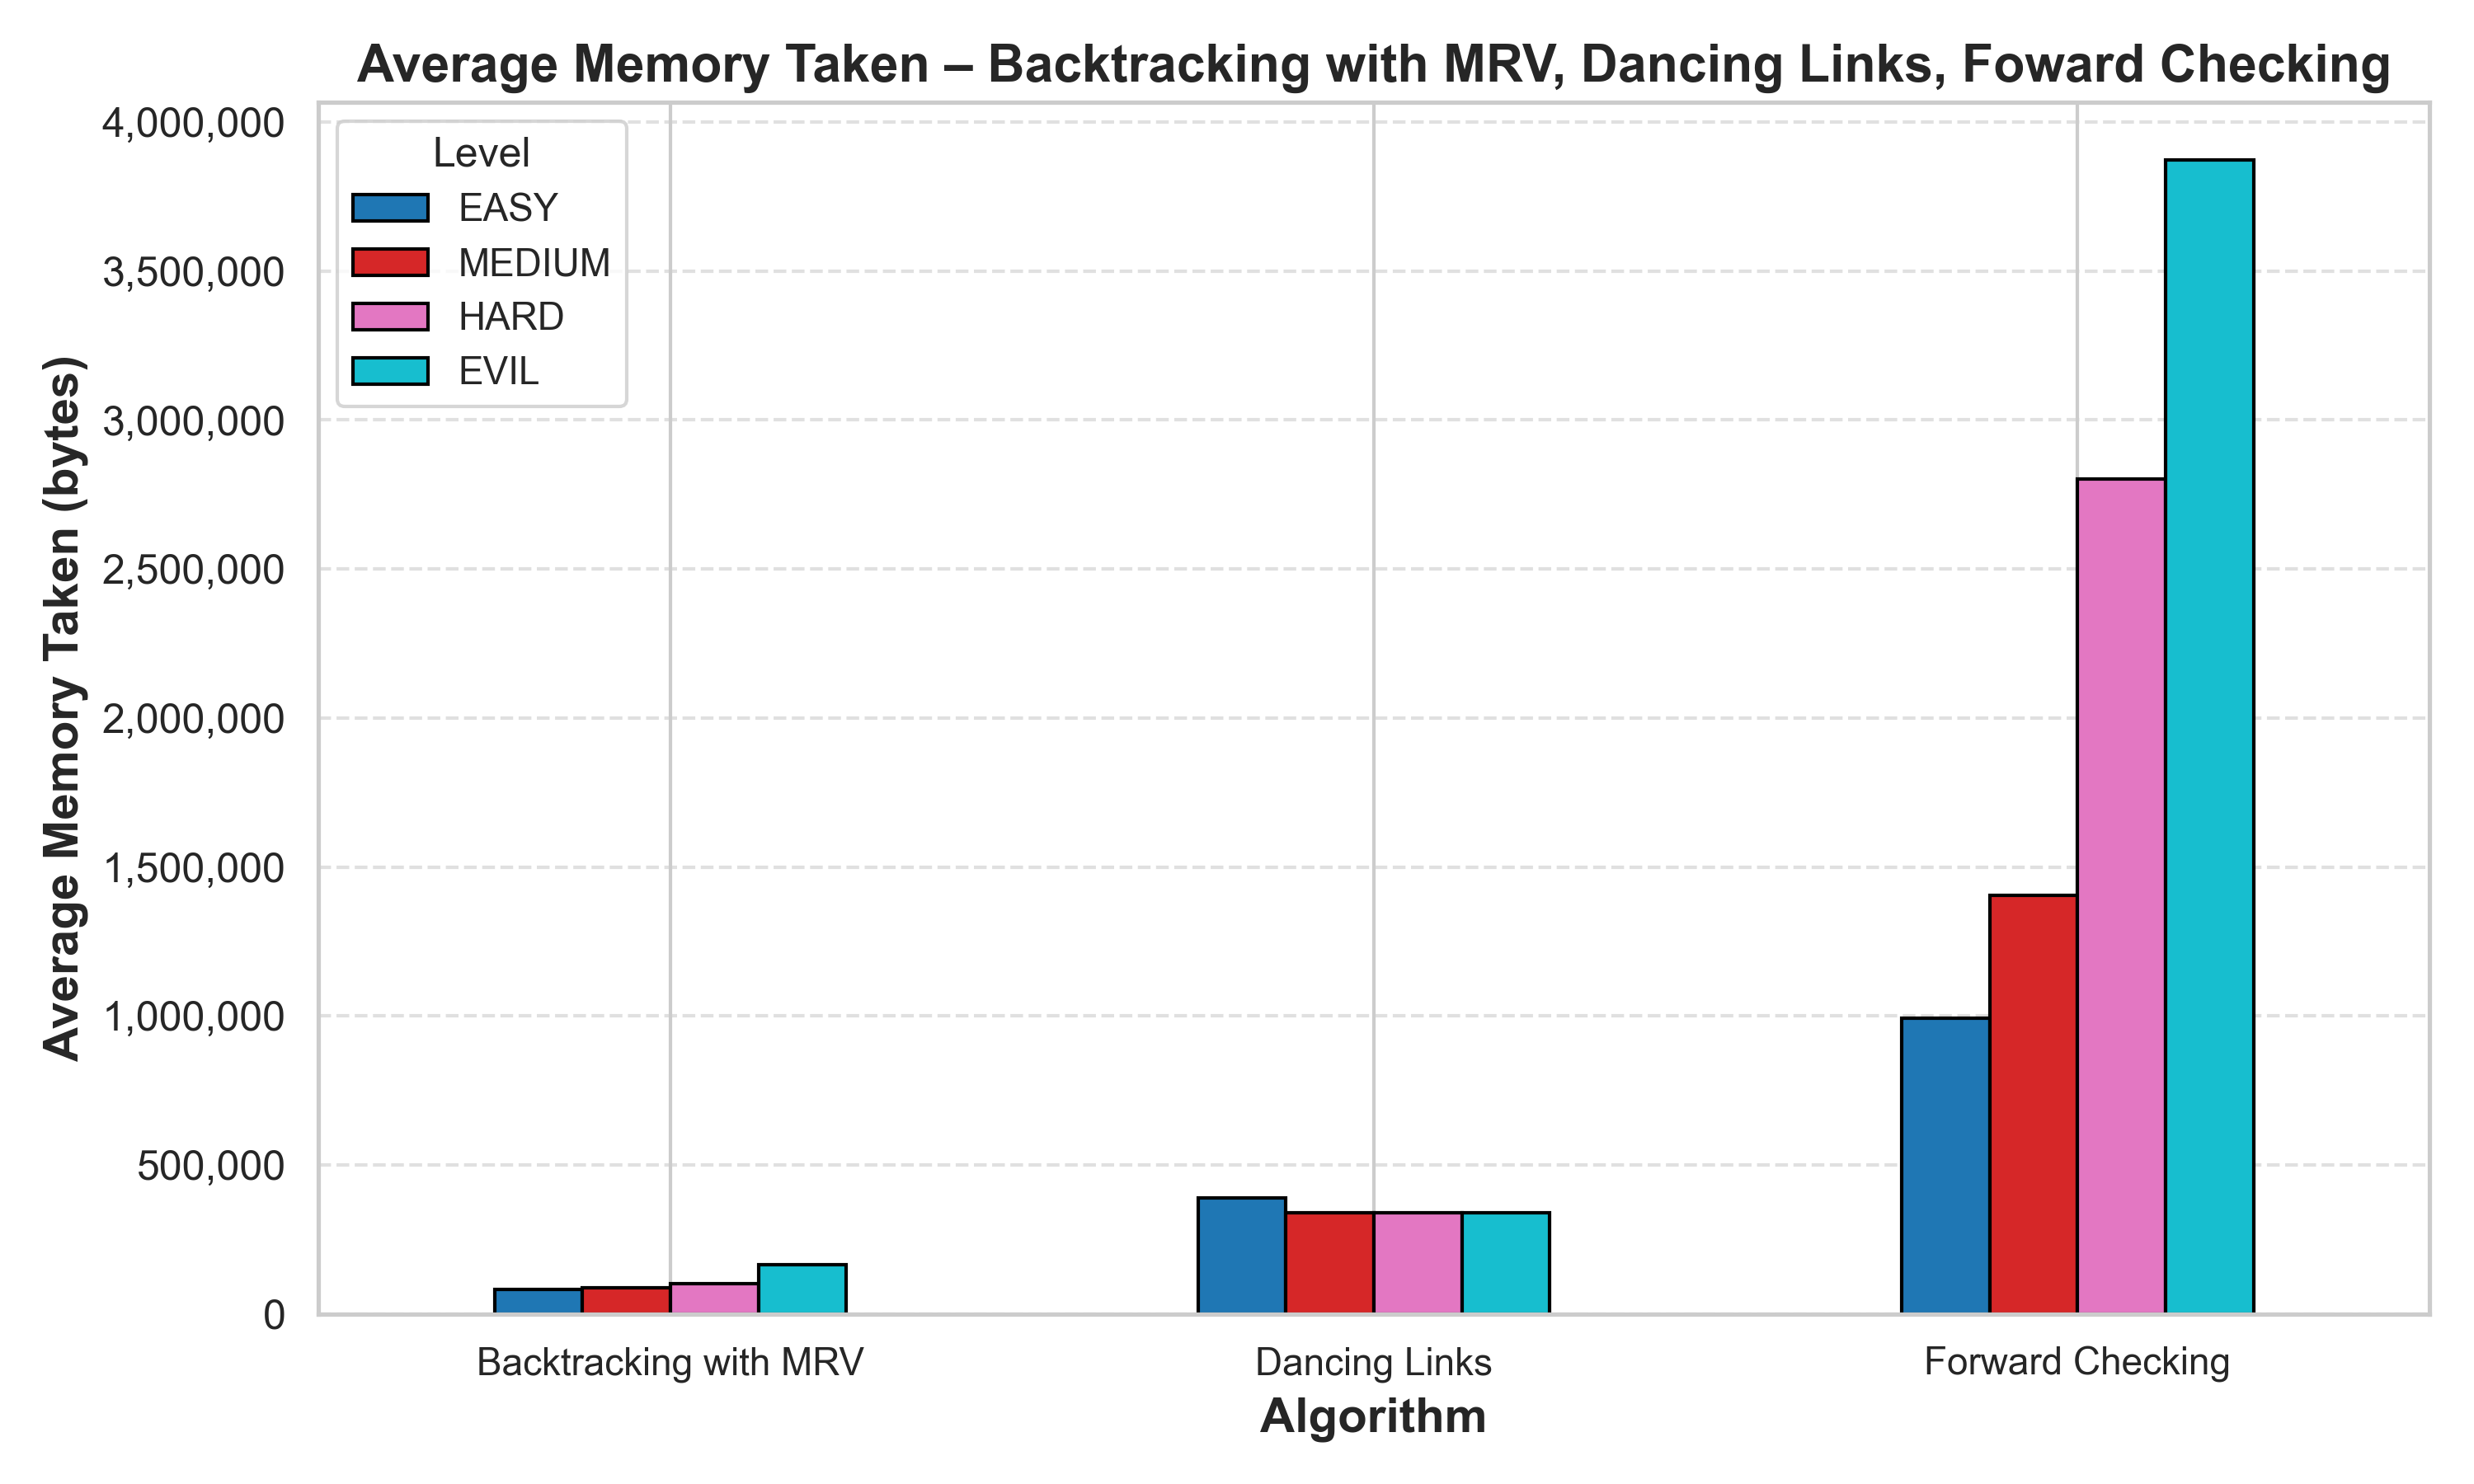 Average Memory Taken – Backtracking with MRV, Dancing Links, Foward Checking
Average Memory Taken (bytes)
4,000,000
3,500,000
3,000,000
2,500,000
2,000,000
1,500,000
1,000,000
500,000
0
Level
EASY
MEDIUM
HARD
EVIL
Backtracking with MRV
Dancing Links
Forward Checking
Algorithm